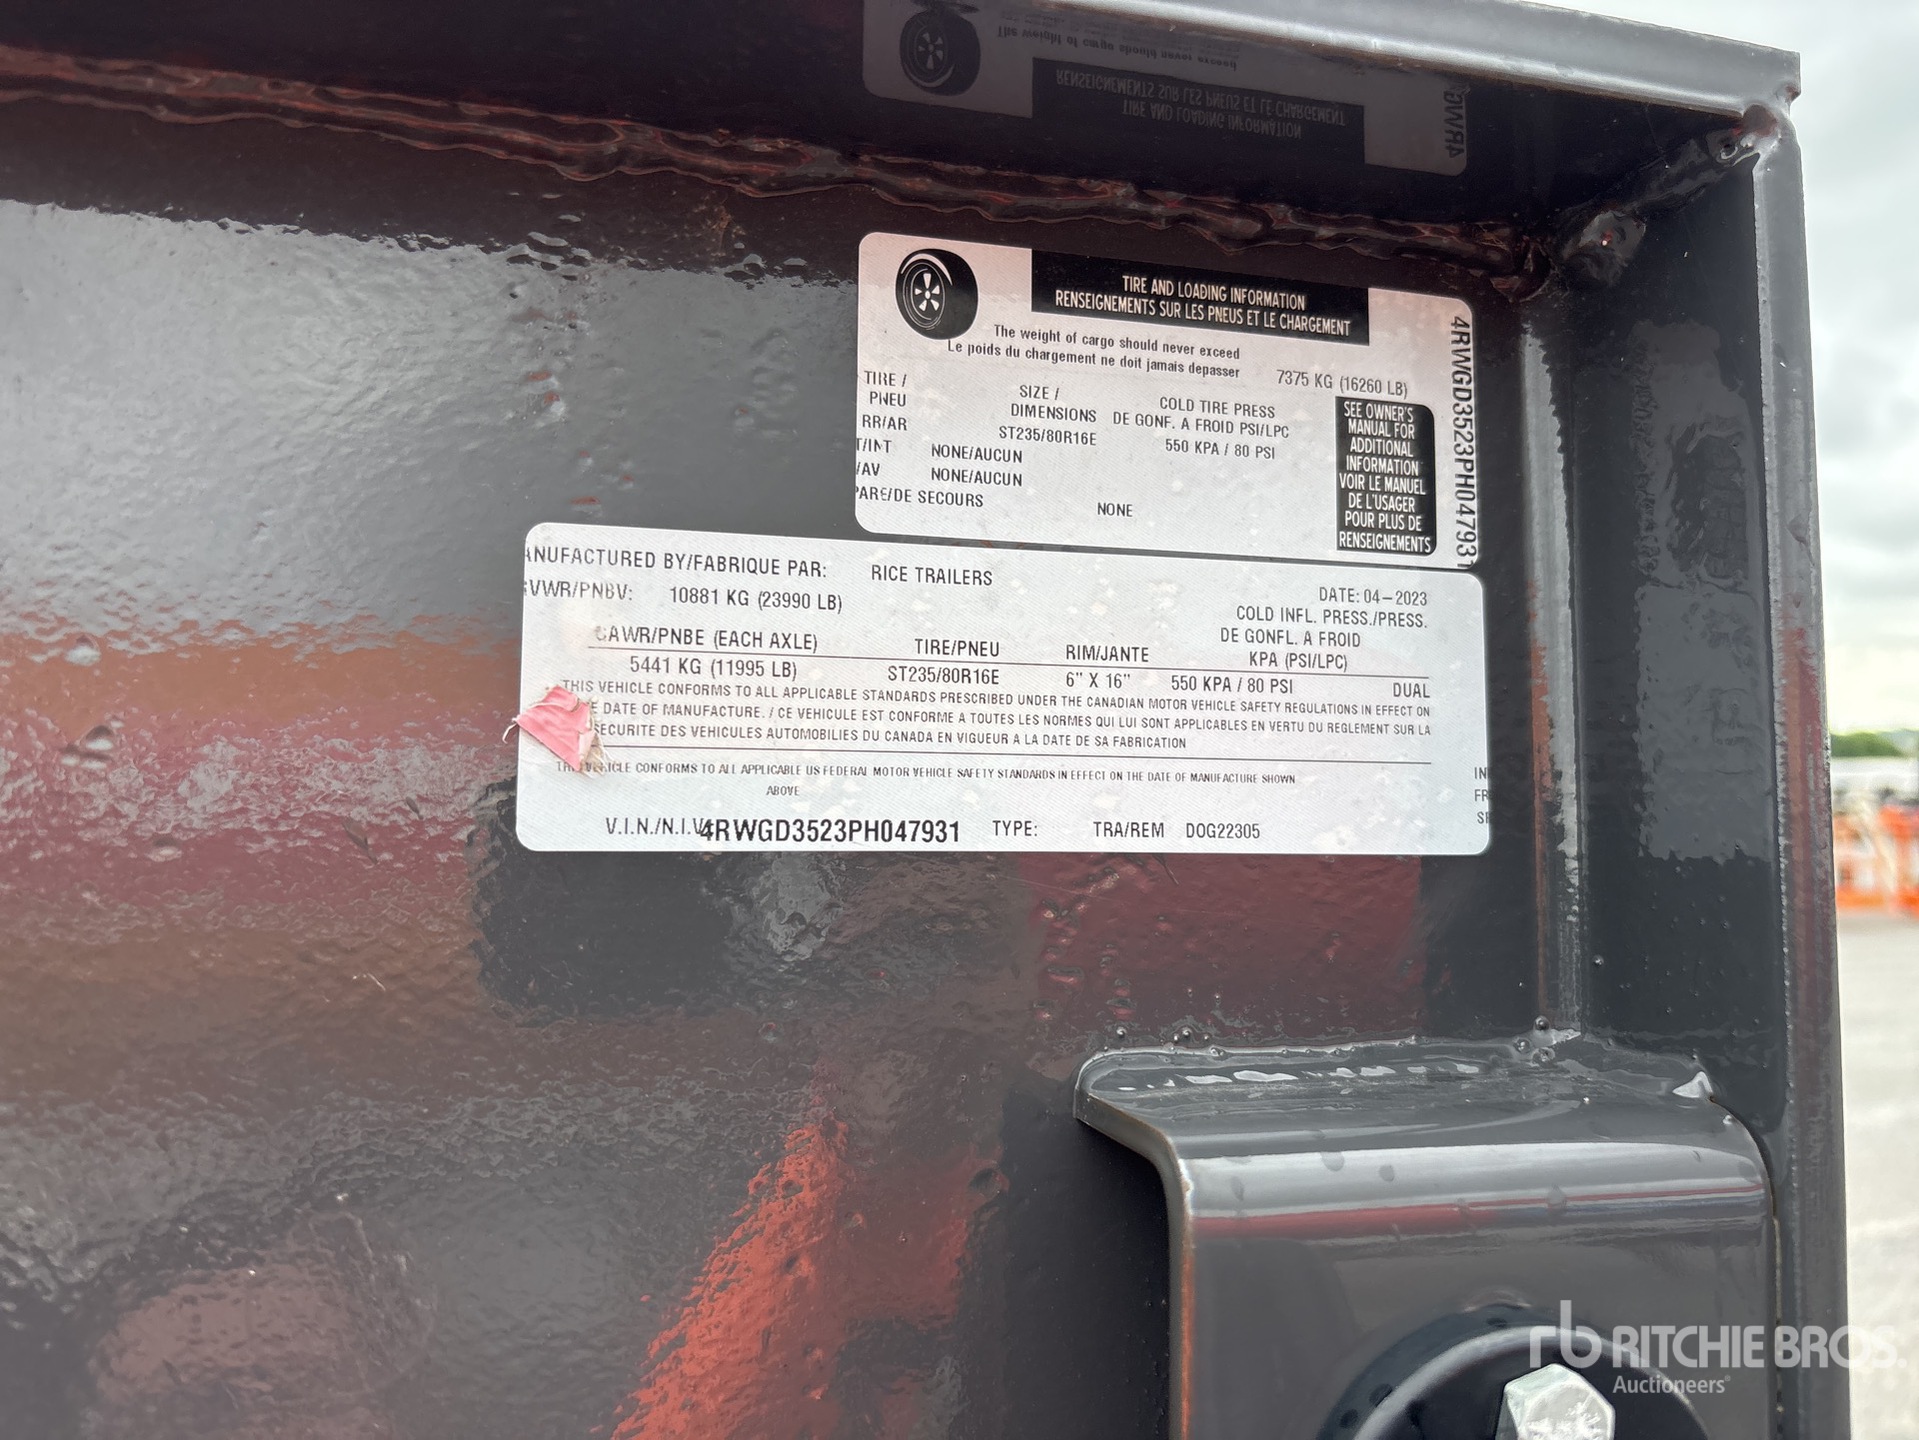 TIRE AND LOADING INFORMATION
RENSEIGNEMENTS SUR LES PNEUS ET LE CHARGEMENT
The weight of cargo should never exceed
Le poids du chargement ne doit jamais depasser
7375 KG (16260 LB)
TIRE /
PNEU
SIZE /
DIMENSIONS
COLD TIRE PRESS
DE GONF. A FROID PSI/LPC
RR/AR
ST235/80R16E
550 KPA / 80 PSI
T/INT
NONE/AUCUN
/AV
NONE/AUCUN
PARE/DE SECOURS
NONE
SEE OWNER'S
MANUAL FOR
ADDITIONAL
INFORMATION
VOIR LE MANUEL
DE L'USAGER
POUR PLUS DE
RENSEIGNEMENTS
4RWGD3523PH047931
ANUFACTURED BY/FABRIQUE PAR: RICE TRAILERS
VWR/PNBV: 10881 KG (23990 LB)
DATE: 04-2023
COLD INFL. PRESS./PRESS.
DE GONFL. A FROID
KPA (PSI/LPC)
GAWR/PNBE (EACH AXLE) TIRE/PNEU RIM/JANTE
5441 KG (11995 LB) ST235/80R16E 6" X 16" 550 KPA / 80 PSI DUAL
THIS VEHICLE CONFORMS TO ALL APPLICABLE STANDARDS PRESCRIBED UNDER THE CANADIAN MOTOR VEHICLE SAFETY REGULATIONS IN EFFECT ON
E DATE OF MANUFACTURE. / CE VEHICULE EST CONFORME A TOUTES LES NORMES QUI LUI SONT APPLICABLES EN VERTU DU REGLEMENT SUR LA
SECURITE DES VEHICULES AUTOMOBILIES DU CANADA EN VIGUEUR A LA DATE DE SA FABRICATION
VEHICLE CONFORMS TO ALL APPLICABLE US FEDERAL MOTOR VEHICLE SAFETY STANDARDS IN EFFECT ON THE DATE OF MANUFACTURE SHOWN
ABOVE
V.I.N./N.I.V. 4RWGD3523PH047931 TYPE: TRA/REM DOG22305
IN
FR
rb RITCHIE BROS.
Auctioneers